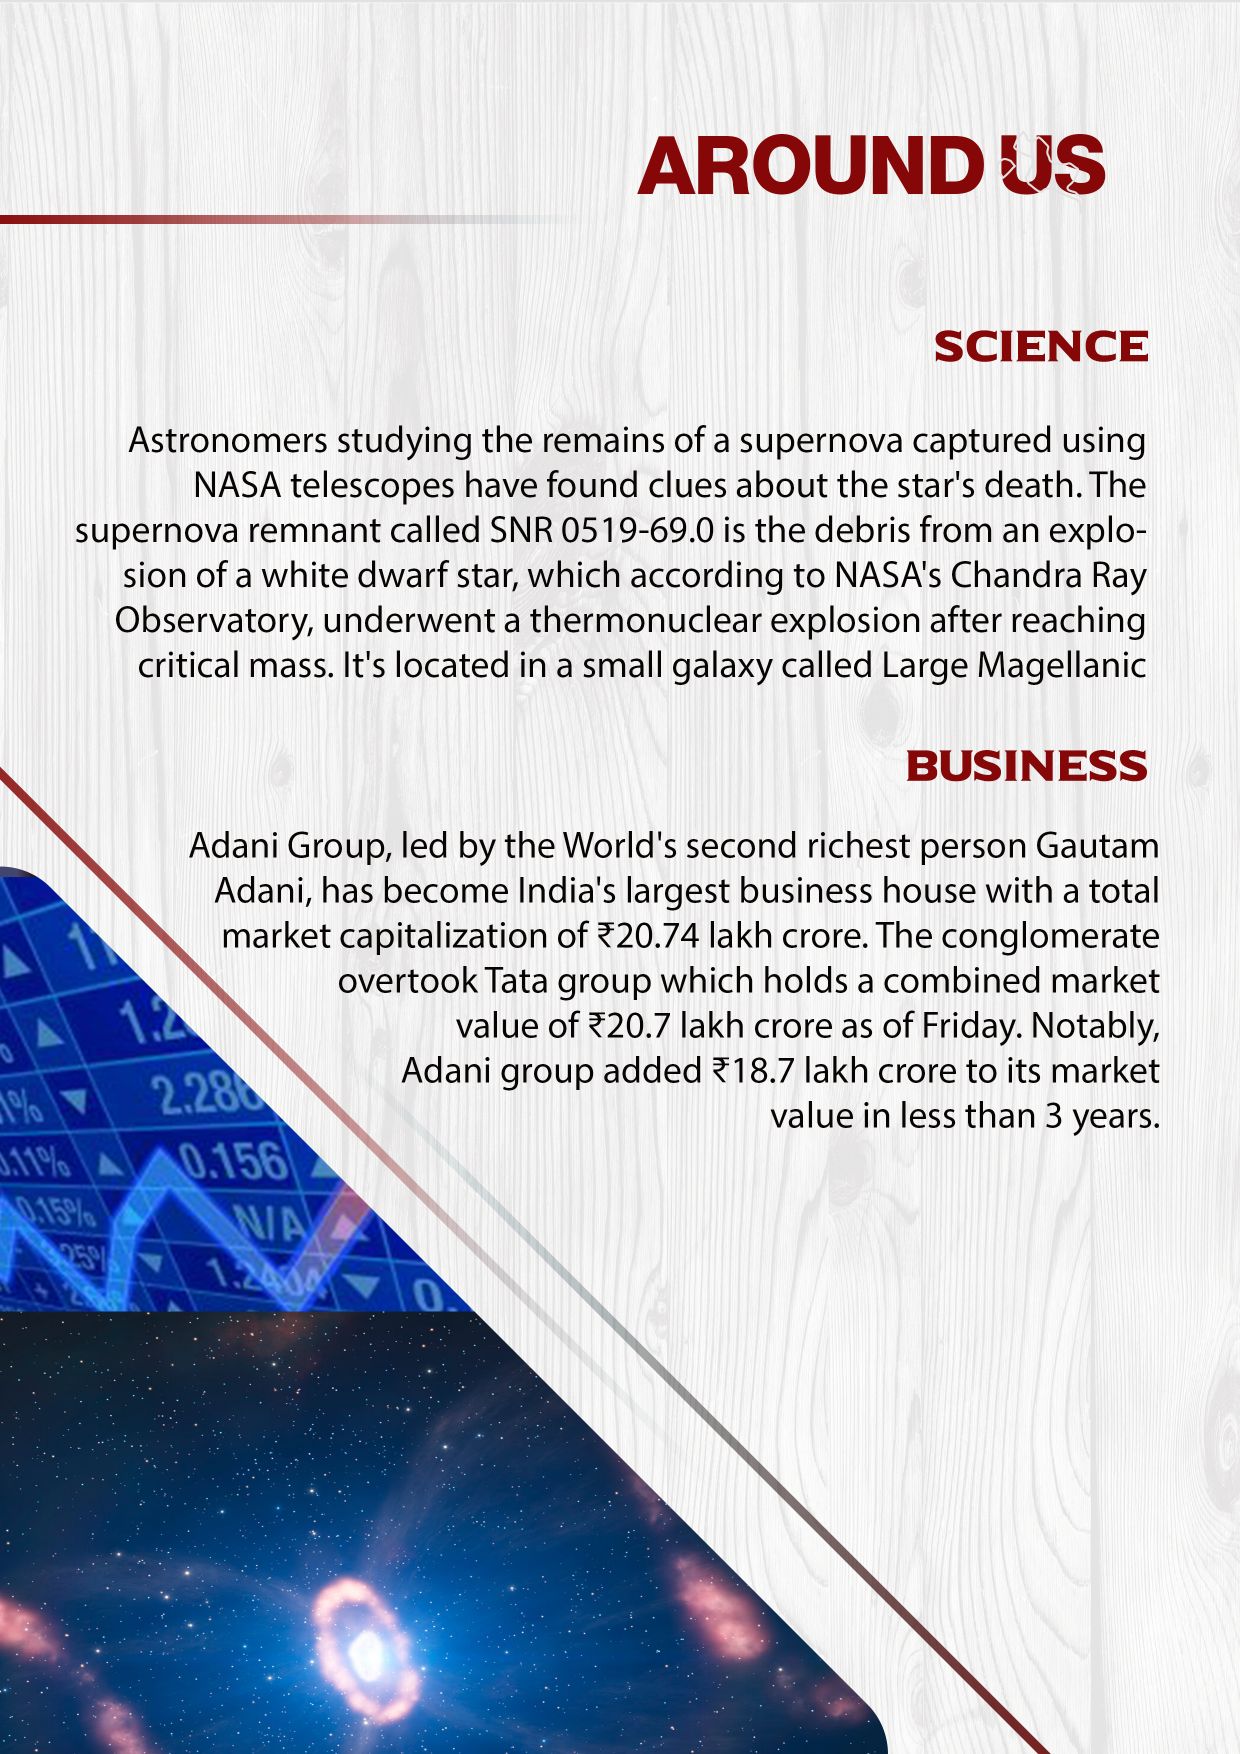 AROUND US
SCIENCE
Astronomers studying the remains of a supernova captured using
NASA telescopes have found clues about the star's death. The
supernova remnant called SNR 0519-69.0 is the debris from an explo-
sion of a white dwarf star, which according to NASA's Chandra Ray
Observatory, underwent a thermonuclear explosion after reaching
critical mass. It's located in a small galaxy called Large Magellanic
BUSINESS
Adani Group, led by the World's second richest person Gautam
Adani, has become India's largest business house with a total
market capitalization of ₹20.74 lakh crore. The conglomerate
overtook Tata group which holds a combined market
value of ₹20.7 lakh crore as of Friday. Notably,
Adani group added ₹18.7 lakh crore to its market
value in less than 3 years.
2.286
0.11% 0.156
0.15% N/A
1.2404 0.